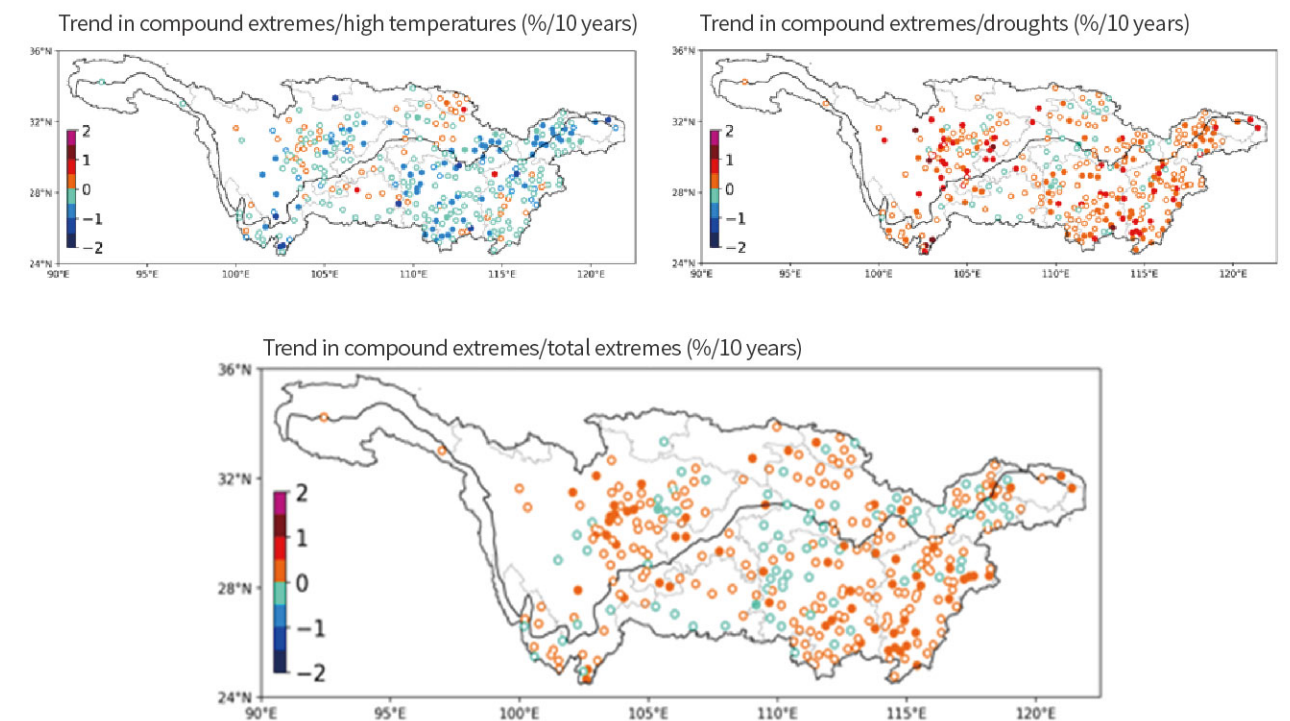 Trend in compound extremes/high temperatures (%/10 years)
36°N
32°N
28°N
24°N
2
1
0
−1
−2
90°E 95°E 100°E 105°E 110°E 115°E 120°E
Trend in compound extremes/droughts (%/10 years)
36°N
32°N
28°N
24°N
2
1
0
−1
−2
90°E 95°E 100°E 105°E 110°E 115°E 120°E
Trend in compound extremes/total extremes (%/10 years)
36°N
32°N
28°N
24°N
2
1
0
−1
−2
90°E 95°E 100°E 105°E 110°E 115°E 120°E